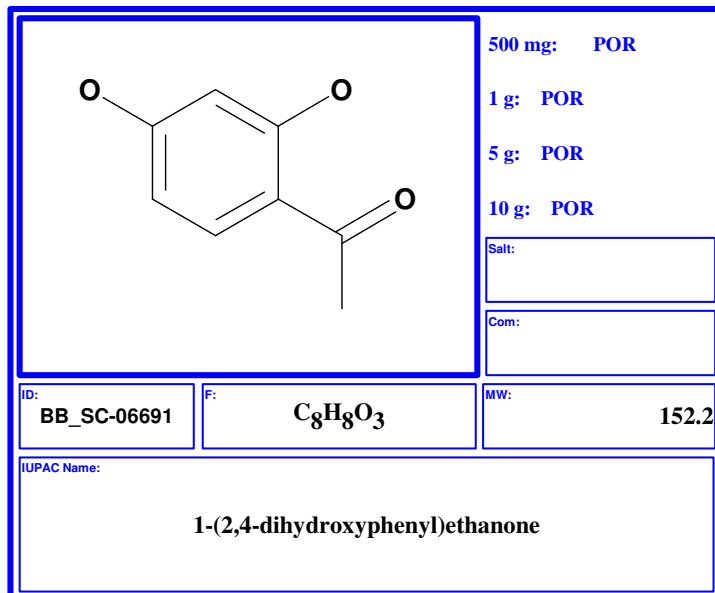 O
O
O
500 mg: POR
1 g: POR
5 g: POR
10 g: POR
Salt:
Com:
ID:
BB_SC-06691
F:
C8H8O3
MW:
152.2
IUPAC Name:
1-(2,4-dihydroxyphenyl)ethanone